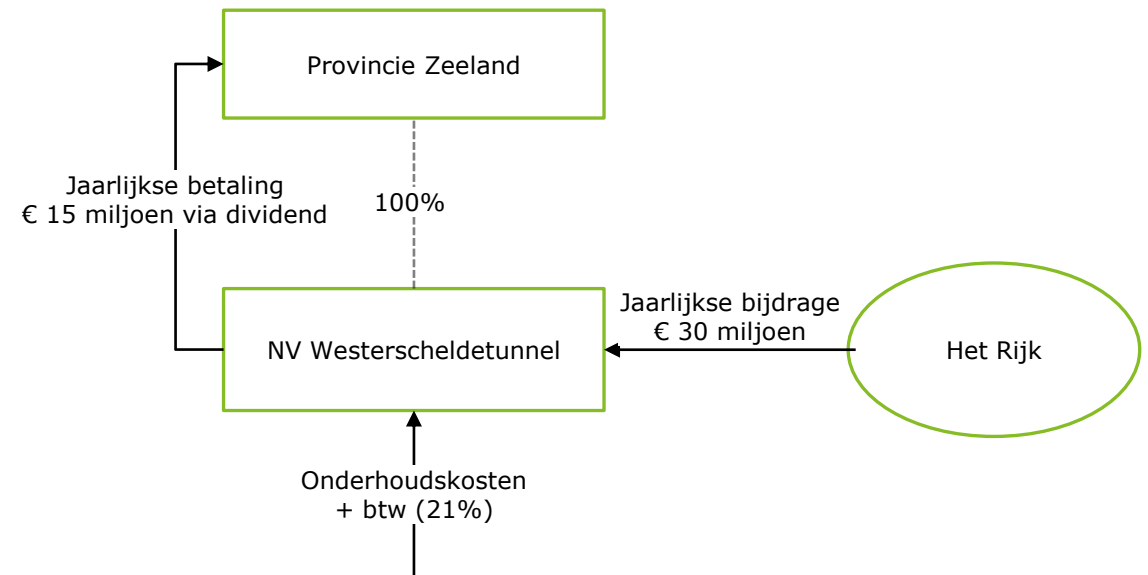 Provincie Zeeland
Jaarlijkse betaling
€ 15 miljoen via dividend
100%
Jaarlijkse bijdrage
€ 30 miljoen
NV Westerscheldetunnel
Het Rijk
Onderhoudskosten
+ btw (21%)